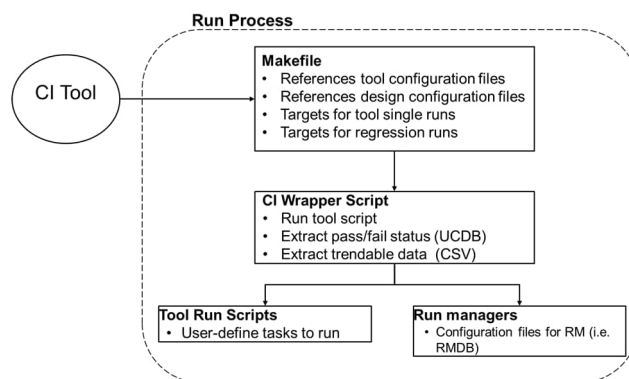 Run Process
CI Tool
Makefile
• References tool configuration files
• References design configuration files
• Targets for tool single runs
• Targets for regression runs
CI Wrapper Script
• Run tool script
• Extract pass/fail status (UCDB)
• Extract trendable data (CSV)
Tool Run Scripts
• User-define tasks to run
Run managers
• Configuration files for RM (i.e.
RMDB)